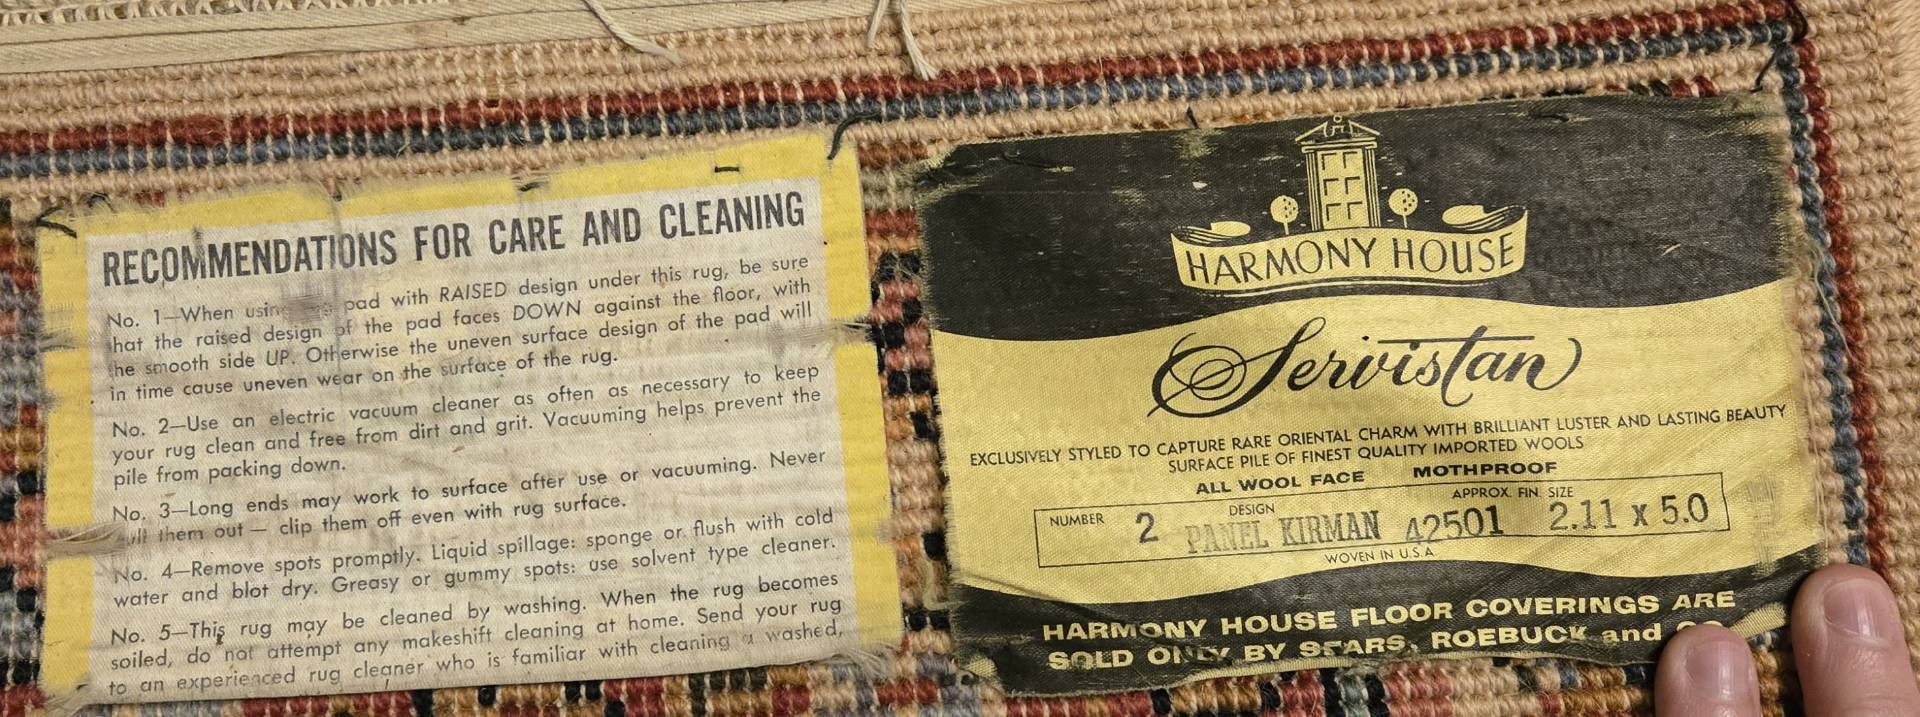 RECOMMENDATIONS FOR CARE AND CLEANING
No. 1—When using pad with RAISED design under this rug, be sure
hat the raised design of the pad faces DOWN against the floor, with
he smooth side UP. Otherwise the uneven surface design of the pad will
in time cause uneven wear on the surface of the rug.
No. 2—Use an electric vacuum cleaner as often as necessary to keep
your rug clean and free from dirt and grit. Vacuuming helps prevent the
pile from packing down.
No. 3—Long ends may work to surface after use or vacuuming. Never
them out — clip them off even with rug surface.
No. 4—Remove spots promptly. Liquid spillage: sponge or flush with cold
water and blot dry. Greasy or gummy spots: use solvent type cleaner.
No. 5—This rug may be cleaned by washing. When the rug becomes
soiled, do not attempt any makeshift cleaning at home. Send your rug
to an experienced rug cleaner who is familiar with cleaning a washed,
HARMONY HOUSE
Servistan
EXCLUSIVELY STYLED TO CAPTURE RARE ORIENTAL CHARM WITH BRILLIANT LUSTER AND LASTING BEAUTY
SURFACE PILE OF FINEST QUALITY IMPORTED WOOLS
ALL WOOL FACE MOTHPROOF
NUMBER 2 DESIGN PANEL KIRMAN 42501 APPROX. FIN. SIZE 2.11 x 5.0
WOVEN IN U.S.A.
HARMONY HOUSE FLOOR COVERINGS ARE
SOLD ONLY BY SEARS, ROEBUCK and